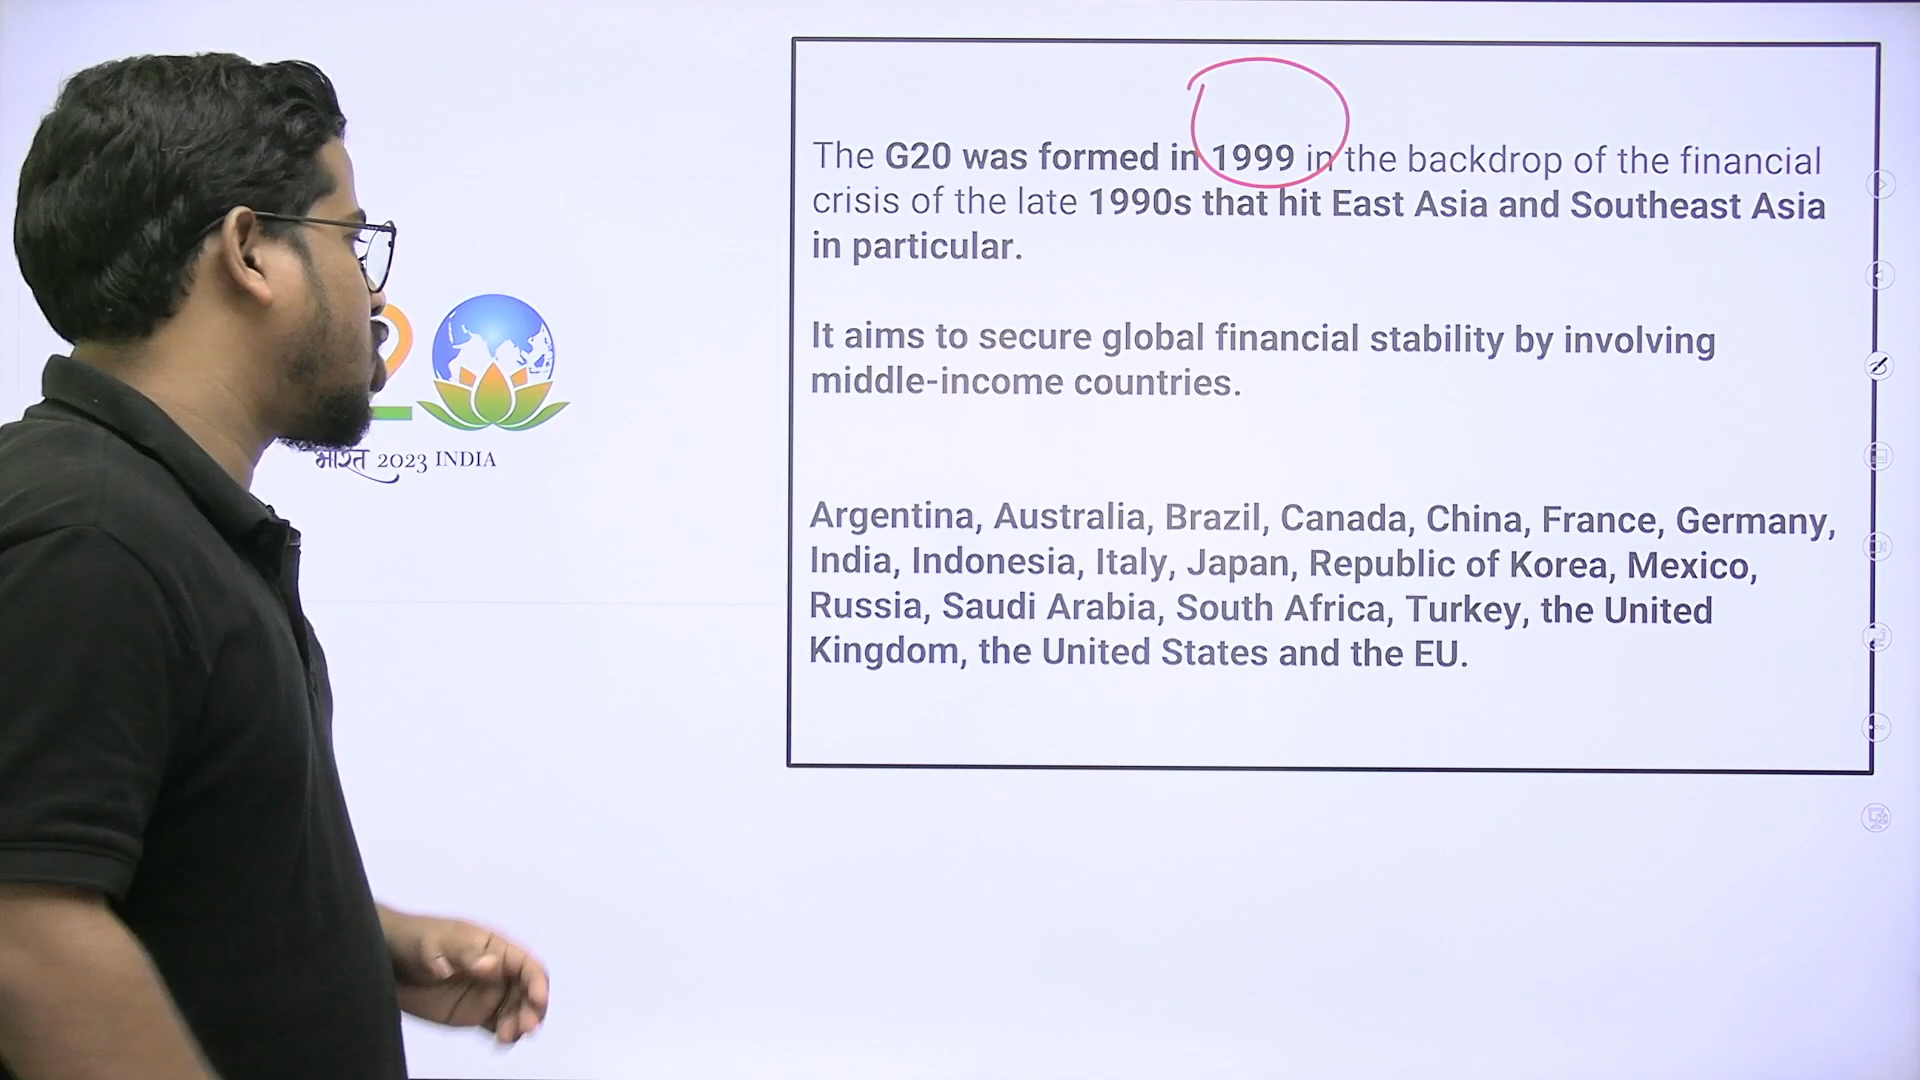 The G20 was formed in 1999 in the backdrop of the financial
crisis of the late 1990s that hit East Asia and Southeast Asia
in particular.
It aims to secure global financial stability by involving
middle-income countries.
Argentina, Australia, Brazil, Canada, China, France, Germany,
India, Indonesia, Italy, Japan, Republic of Korea, Mexico,
Russia, Saudi Arabia, South Africa, Turkey, the United
Kingdom, the United States and the EU.
2
भारत 2023 INDIA